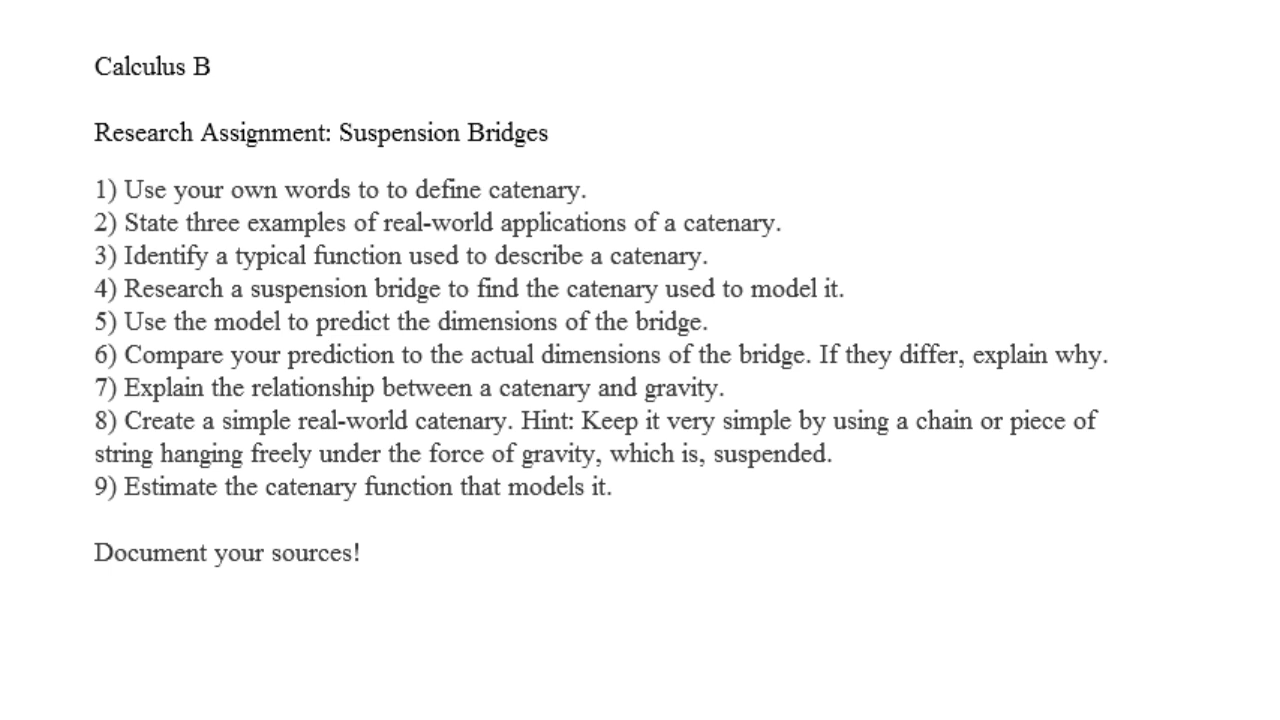 Calculus B
Research Assignment: Suspension Bridges
1) Use your own words to to define catenary.
2) State three examples of real-world applications of a catenary.
3) Identify a typical function used to describe a catenary.
4) Research a suspension bridge to find the catenary used to model it.
5) Use the model to predict the dimensions of the bridge.
6) Compare your prediction to the actual dimensions of the bridge. If they differ, explain why.
7) Explain the relationship between a catenary and gravity.
8) Create a simple real-world catenary. Hint: Keep it very simple by using a chain or piece of
string hanging freely under the force of gravity, which is, suspended.
9) Estimate the catenary function that models it.
Document your sources!